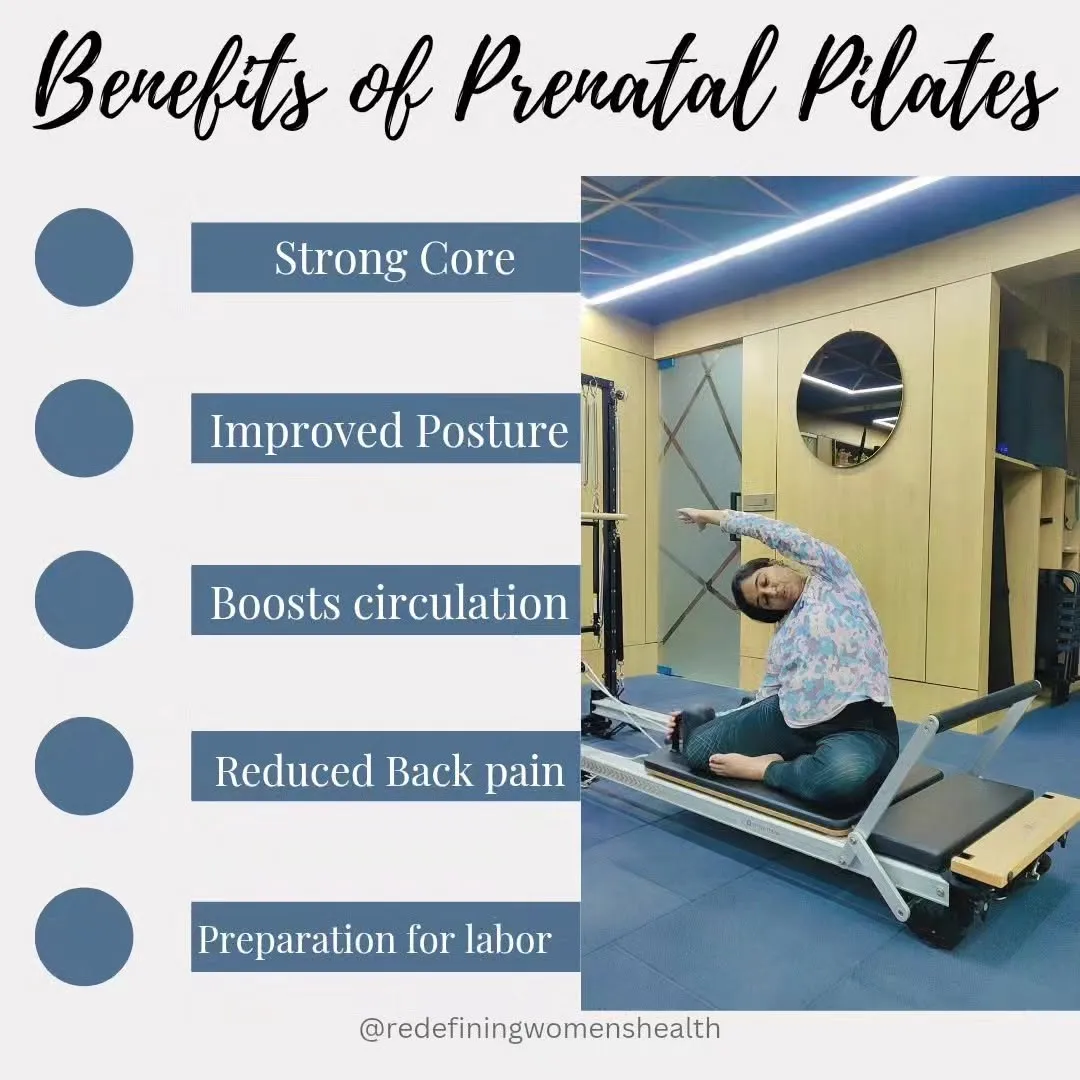 Benefits of Prenatal Pilates
Strong Core
Improved Posture
Boosts circulation
Reduced Back pain
Preparation for labor
@redefiningwomenshealth